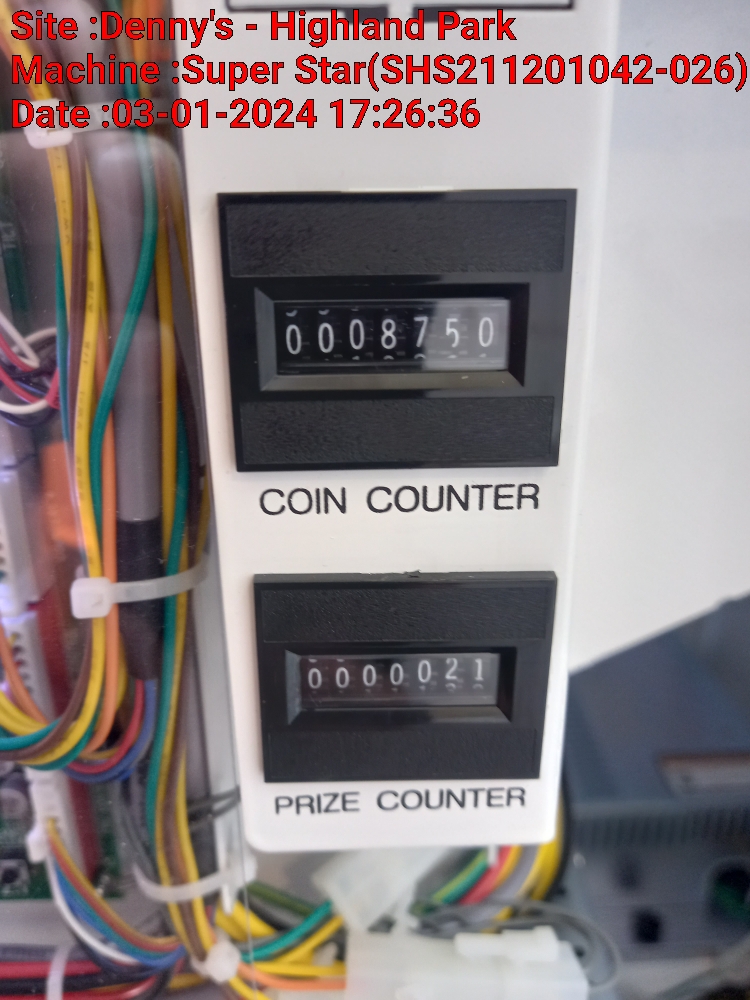 Site :Denny's - Highland Park
Machine :Super Star(SHS211201042-026)
Date :03-01-2024 17:26:36
0008750
COIN COUNTER
0000021
PRIZE COUNTER